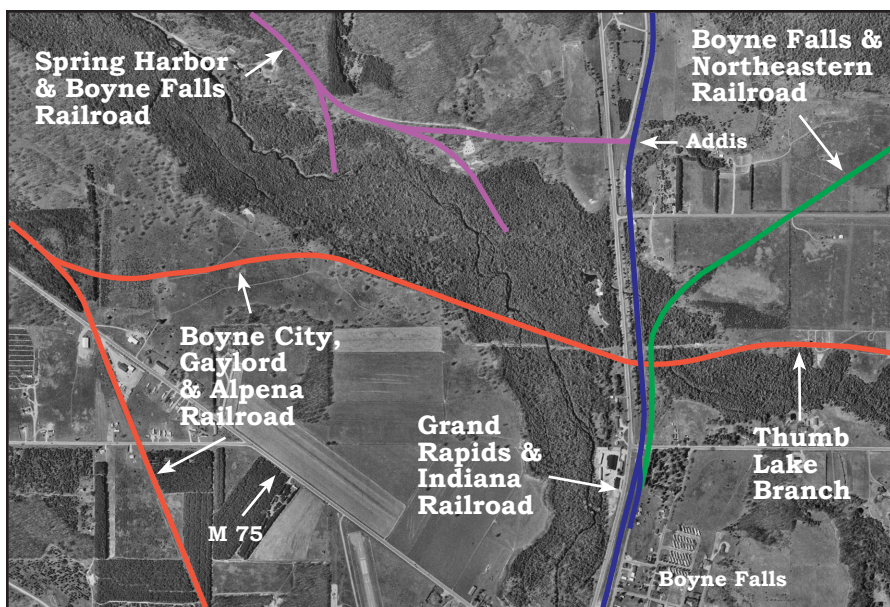 Spring Harbor
& Boyne Falls
Railroad
Boyne Falls &
Northeastern
Railroad
Addis
Boyne City,
Gaylord
& Alpena
Railroad
Grand
Rapids &
Indiana
Railroad
Thumb
Lake
Branch
M 75
Boyne Falls